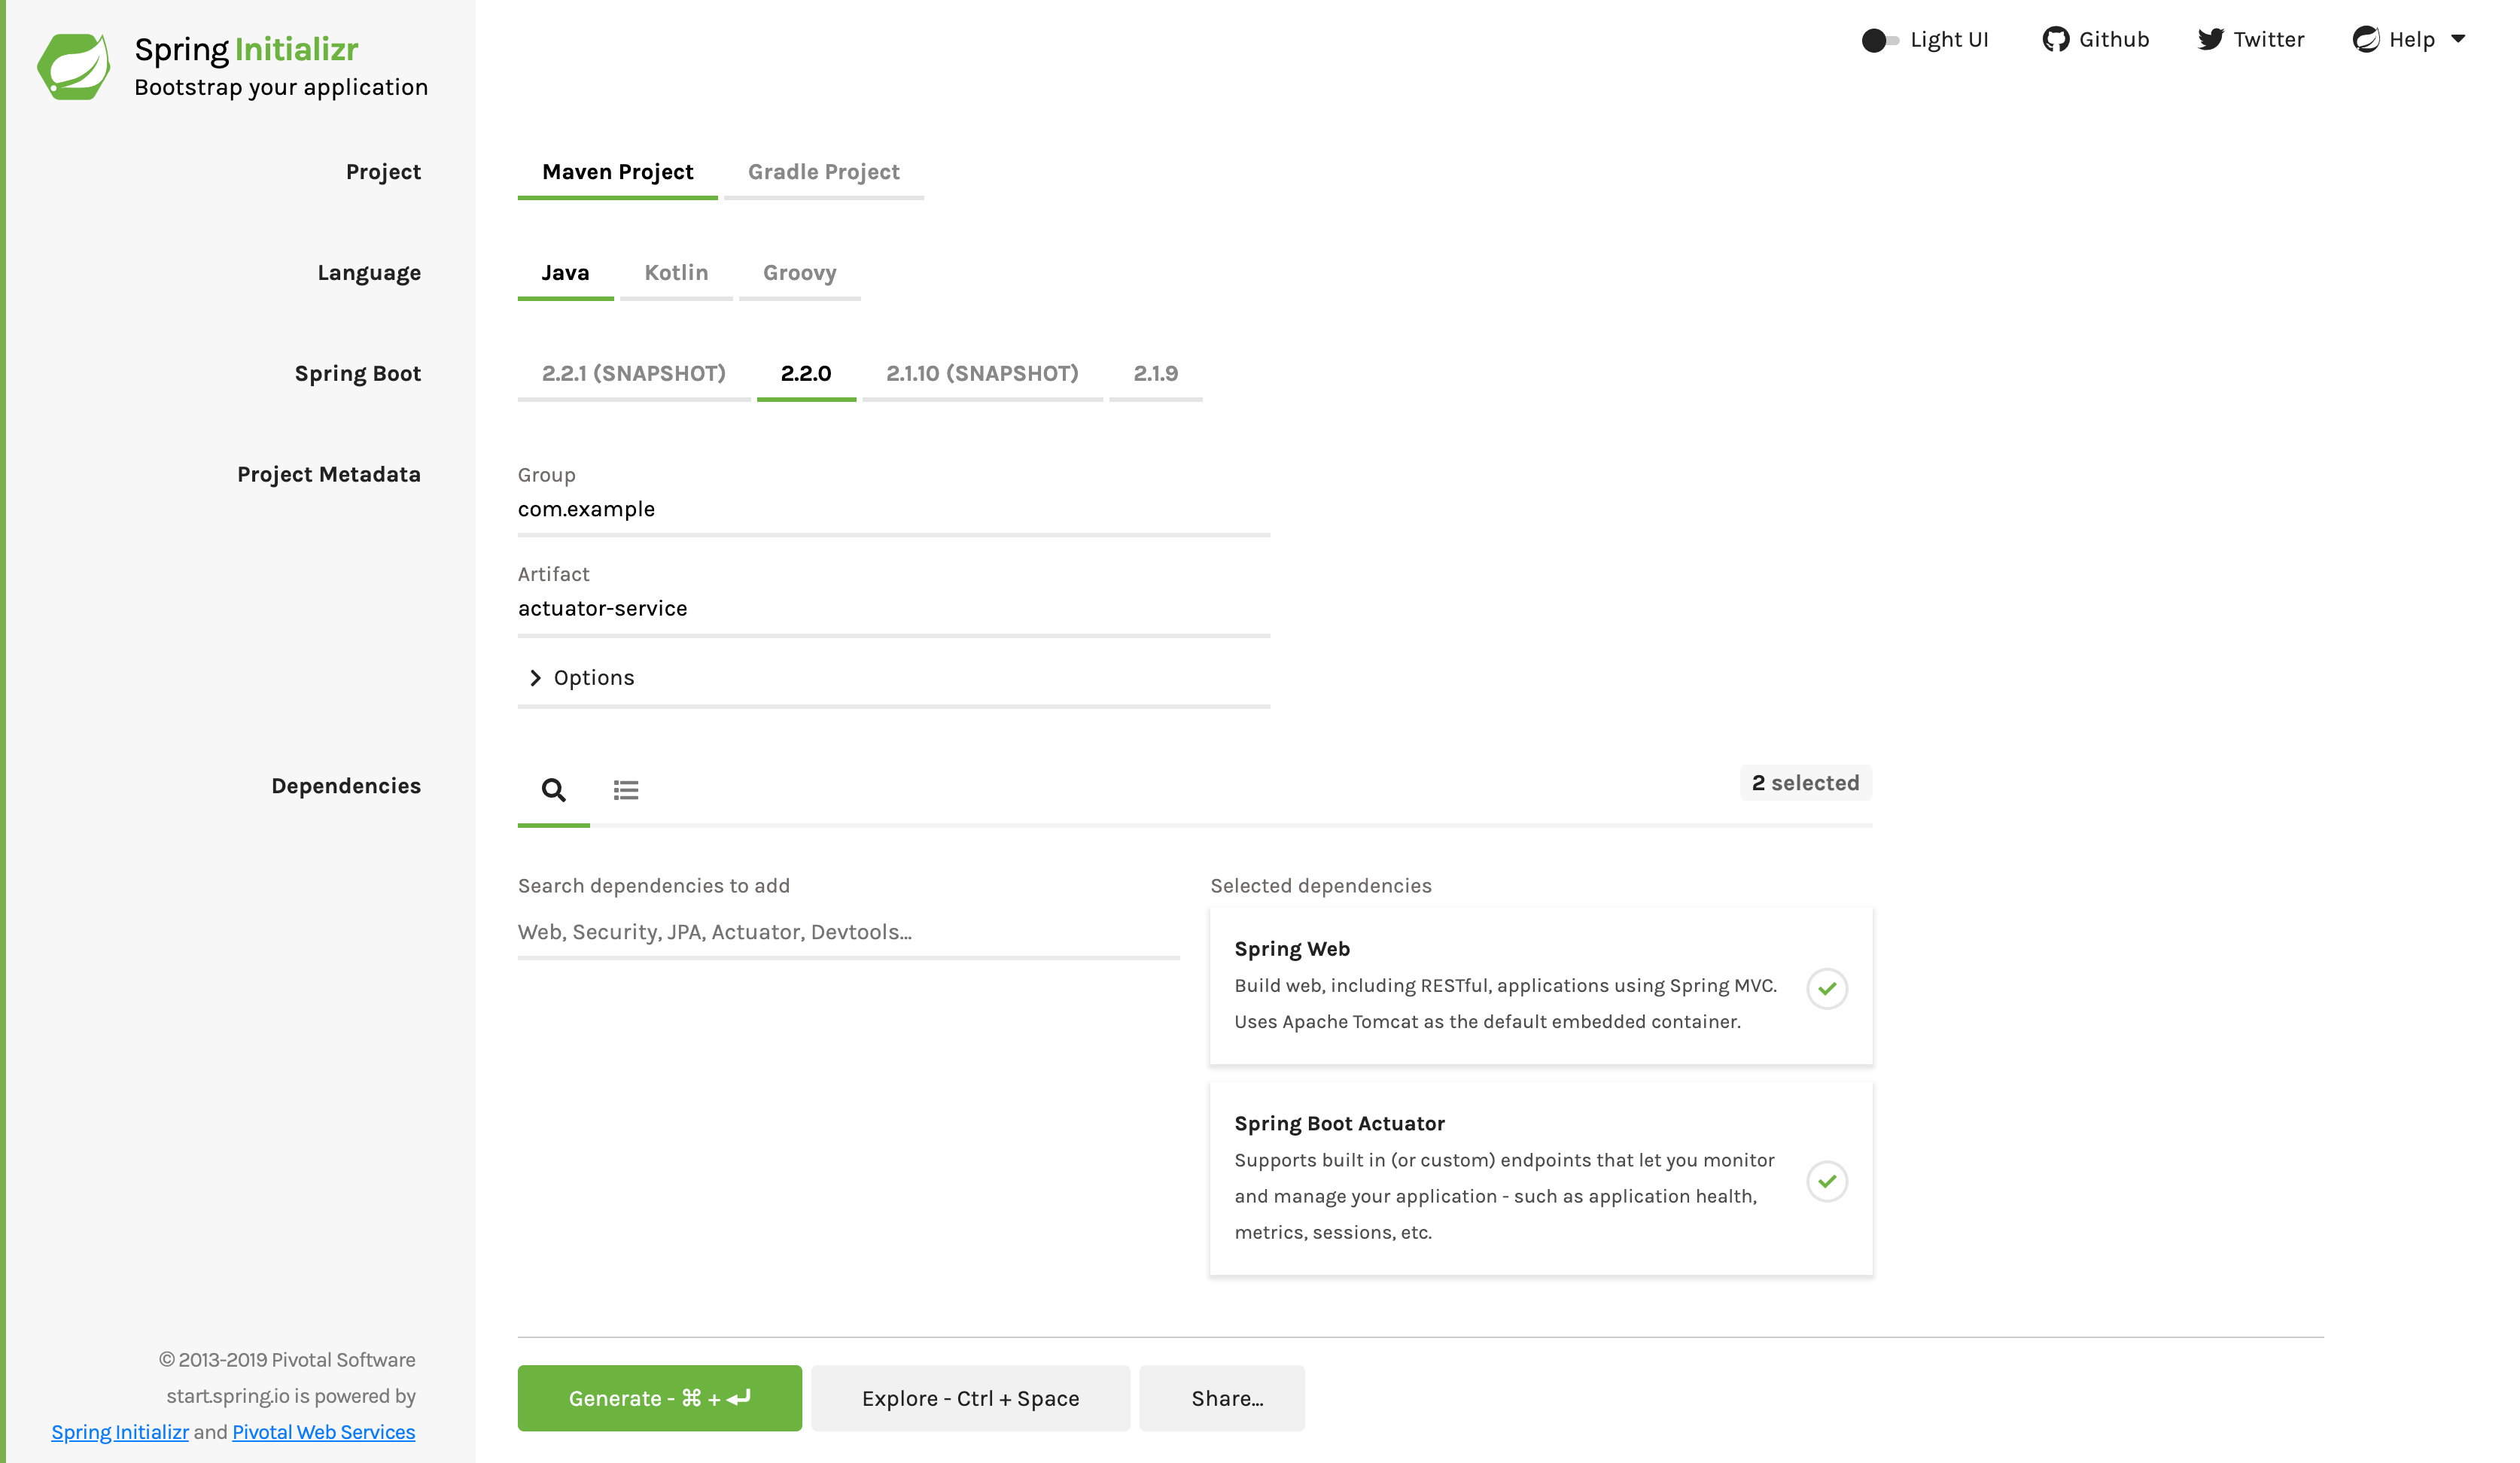 Spring Initializr
Bootstrap your application
Light UI
Github
Twitter
Help
Project
Maven Project
Gradle Project
Language
Java
Kotlin
Groovy
Spring Boot
2.2.1 (SNAPSHOT)
2.2.0
2.1.10 (SNAPSHOT)
2.1.9
Project Metadata
Group
com.example
Artifact
actuator-service
Options
Dependencies
2 selected
Search dependencies to add
Web, Security, JPA, Actuator, Devtools...
Selected dependencies
Spring Web
Build web, including RESTful, applications using Spring MVC.
Uses Apache Tomcat as the default embedded container.
Spring Boot Actuator
Supports built in (or custom) endpoints that let you monitor
and manage your application - such as application health,
metrics, sessions, etc.
© 2013-2019 Pivotal Software
start.spring.io is powered by
Spring Initializr and Pivotal Web Services
Generate - ⌘ + ⏎
Explore - Ctrl + Space
Share...